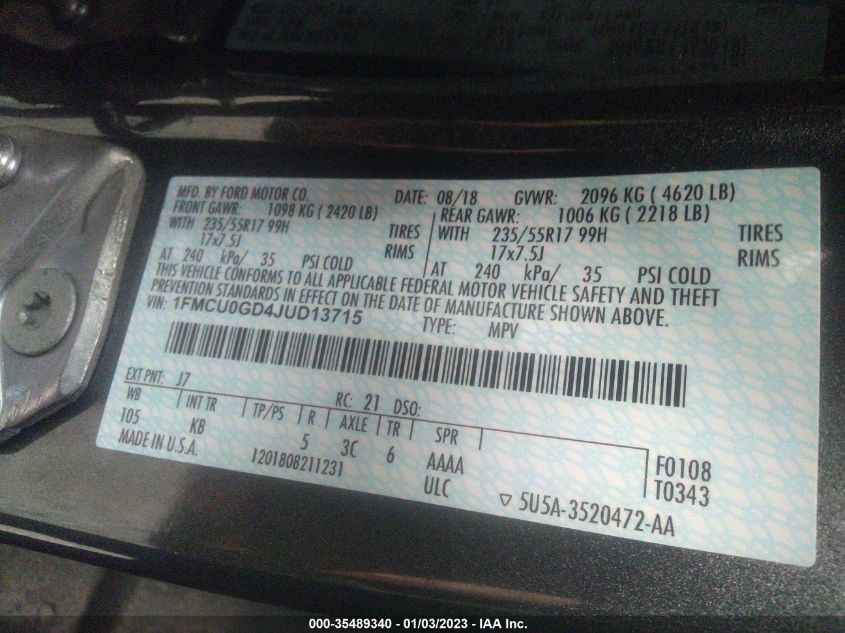 MFD. BY FORD MOTOR CO. DATE: 08/18 GVWR: 2096 KG ( 4620 LB)
FRONT GAWR: 1098 KG ( 2420 LB) REAR GAWR: 1006 KG ( 2218 LB)
WITH 235/55R17 99H TIRES WITH 235/55R17 99H TIRES
17x7.5J RIMS 17x7.5J RIMS
AT 240 kPa/ 35 PSI COLD AT 240 kPa/ 35 PSI COLD
THIS VEHICLE CONFORMS TO ALL APPLICABLE FEDERAL MOTOR VEHICLE SAFETY AND THEFT
PREVENTION STANDARDS IN EFFECT ON THE DATE OF MANUFACTURE SHOWN ABOVE.
VIN: 1FMCU0GD4JUD13715 TYPE: MPV
EXT PNT: J7 RC: 21 DSO:
WB INT TR TP/PS R AXLE TR SPR
105 KB 5 3C 6 AAAA F0108
MADE IN U.S.A. 1201808211231 ULC T0343
▽ 5U5A-3520472-AA
000-35489340 - 01/03/2023 - IAA Inc.